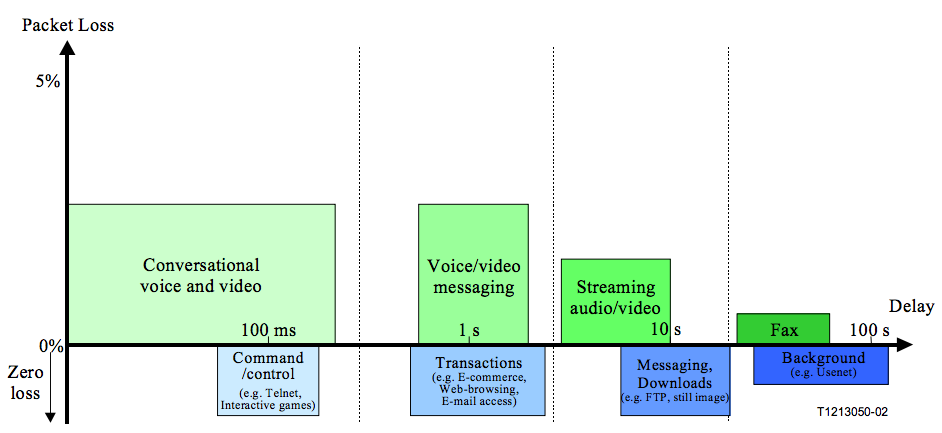 Packet Loss
5%
Conversational
voice and video
Voice/video
messaging
Streaming
audio/video
Delay
100 ms
1 s
10 s
Fax
100 s
0%
Zero
loss
Command
/control
(e.g. Telnet,
Interactive games)
Transactions
(e.g. E-commerce,
Web-browsing,
E-mail access)
Messaging,
Downloads
(e.g. FTP, still image)
Background
(e.g. Usenet)
T1213050-02